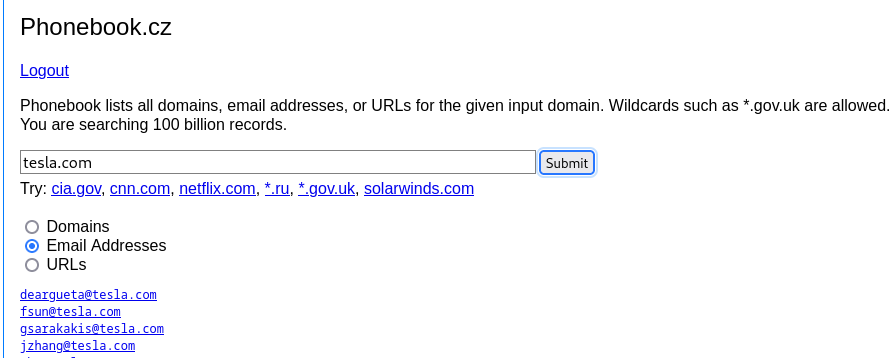 Phonebook.cz
Logout
Phonebook lists all domains, email addresses, or URLs for the given input domain. Wildcards such as *.gov.uk are allowed.
You are searching 100 billion records.
tesla.com Submit
Try: cia.gov, cnn.com, netflix.com, *.ru, *.gov.uk, solarwinds.com
Domains
Email Addresses
URLs
deargueta@tesla.com
fsun@tesla.com
gsarakakis@tesla.com
jzhang@tesla.com